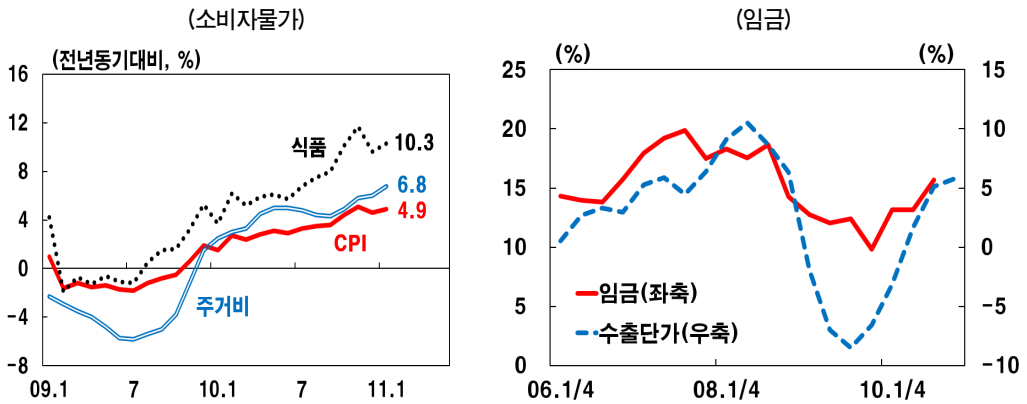 (소비자물가)
(전년동기대비, %)
16
12
8
4
0
−4
−8
식품
10.3
6.8
4.9
CPI
주거비
09.1 7 10.1 7 11.1
(임금)
(%) (%)
25 15
20 10
15 5
10 0
5 −5
0 −10
임금(좌축)
수출단가(우축)
06.1/4 08.1/4 10.1/4